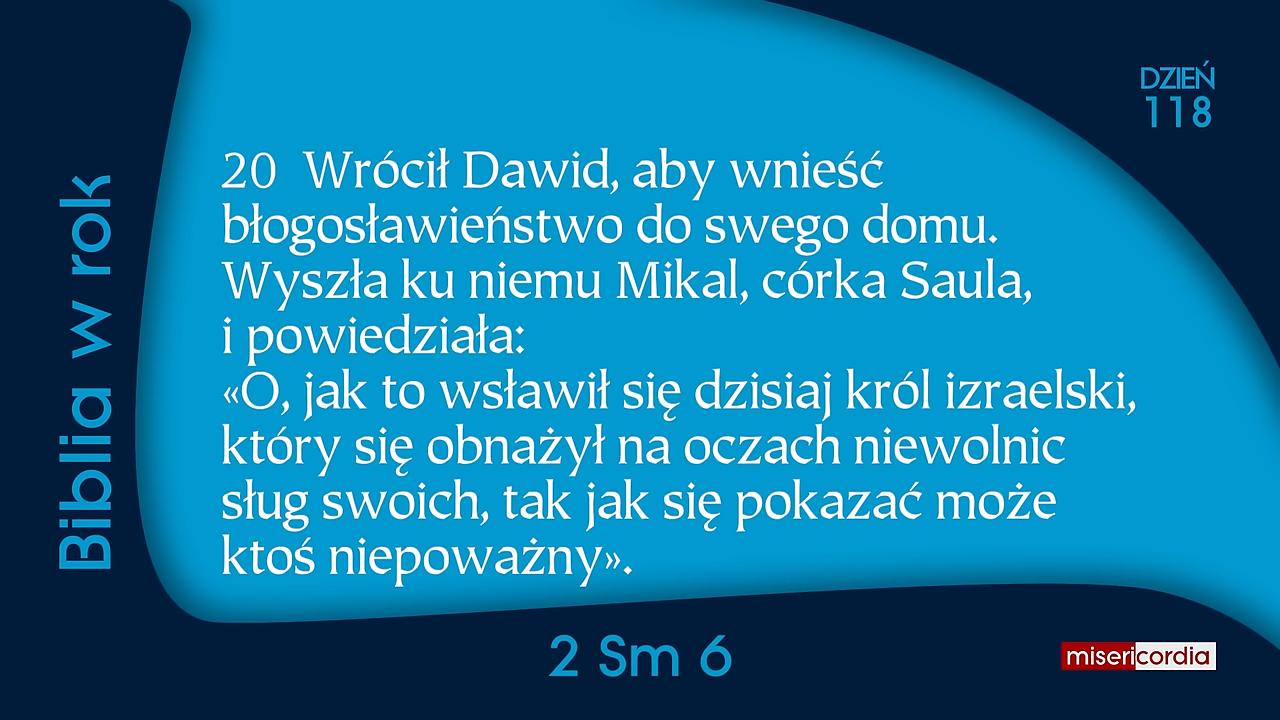 DZIEŃ
118
Biblia w rok
20 Wrócił Dawid, aby wnieść
błogosławieństwo do swego domu.
Wyszła ku niemu Mikal, córka Saula,
i powiedziała:
«O, jak to wsławił się dzisiaj król izraelski,
który się obnażył na oczach niewolnic
sług swoich, tak jak się pokazać może
ktoś niepoważny».
2 Sm 6
misericordia